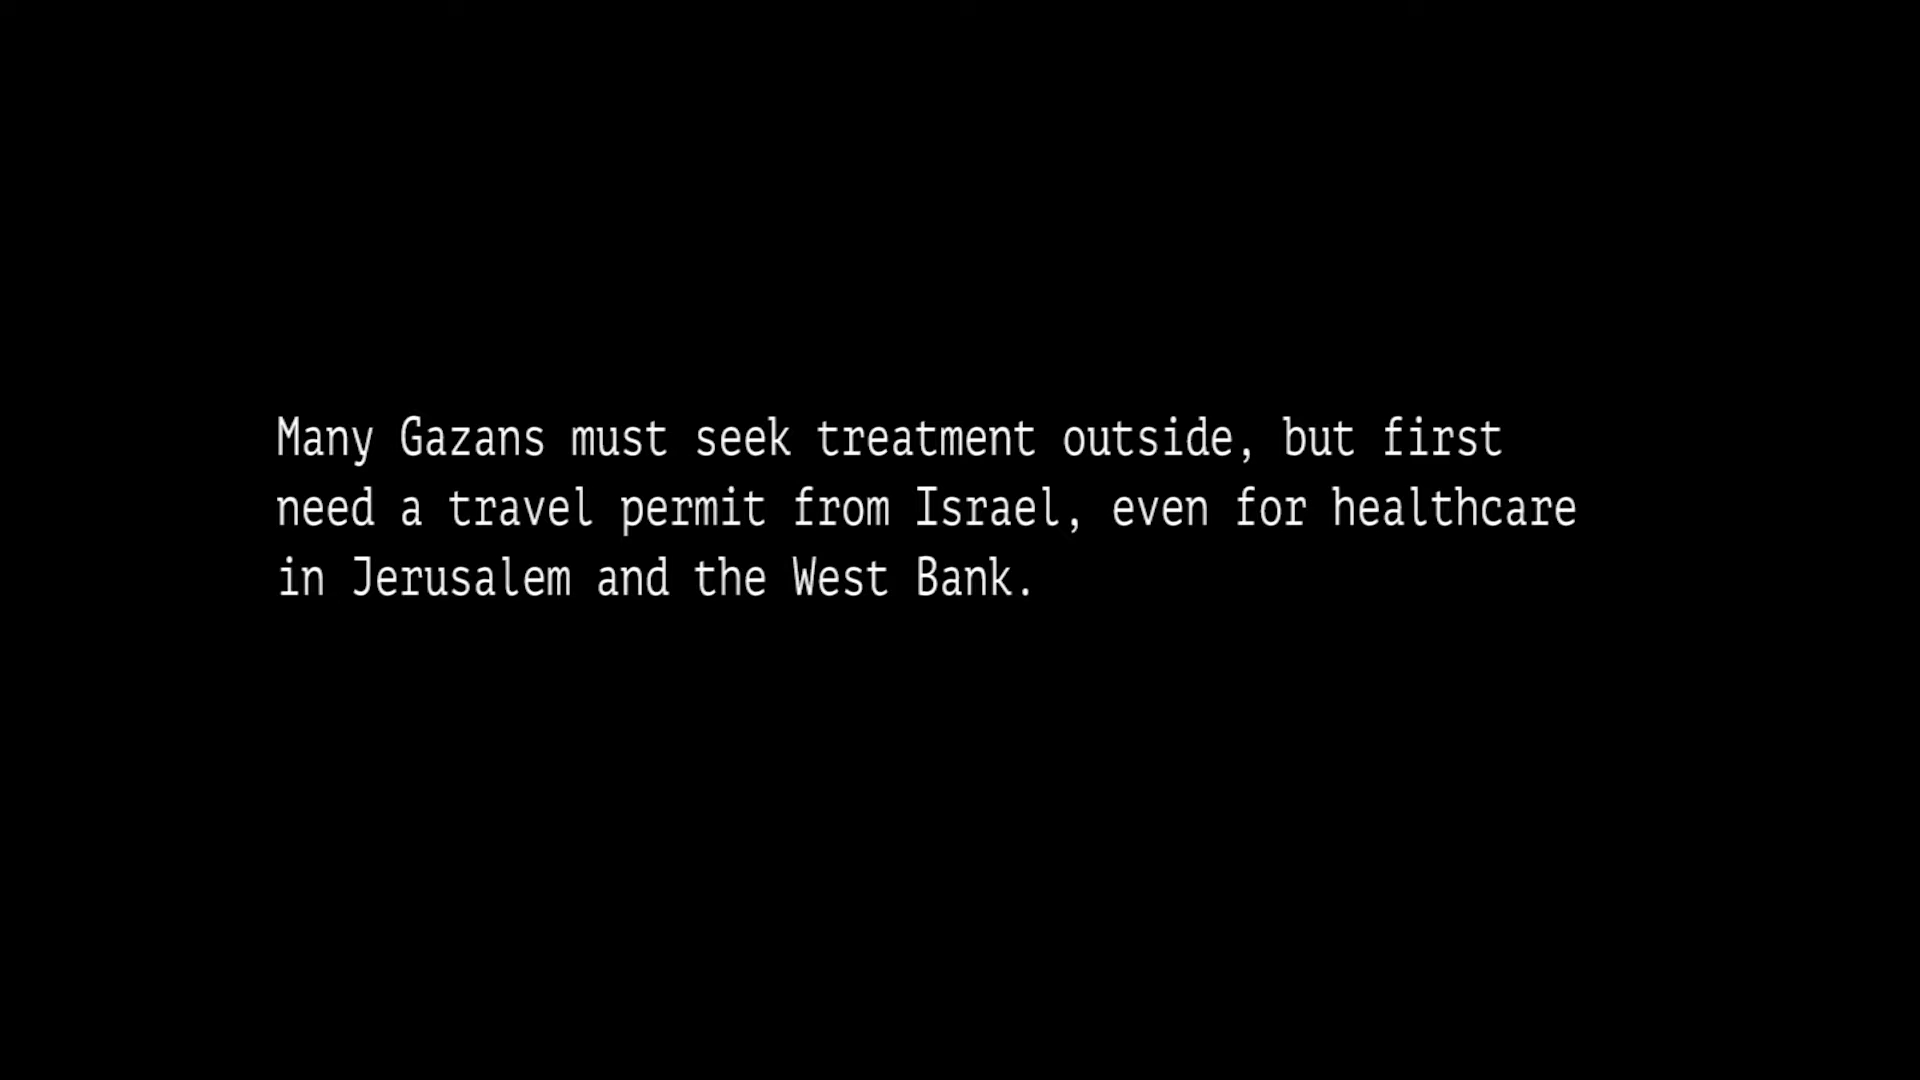 Many Gazans must seek treatment outside, but first
need a travel permit from Israel, even for healthcare
in Jerusalem and the West Bank.